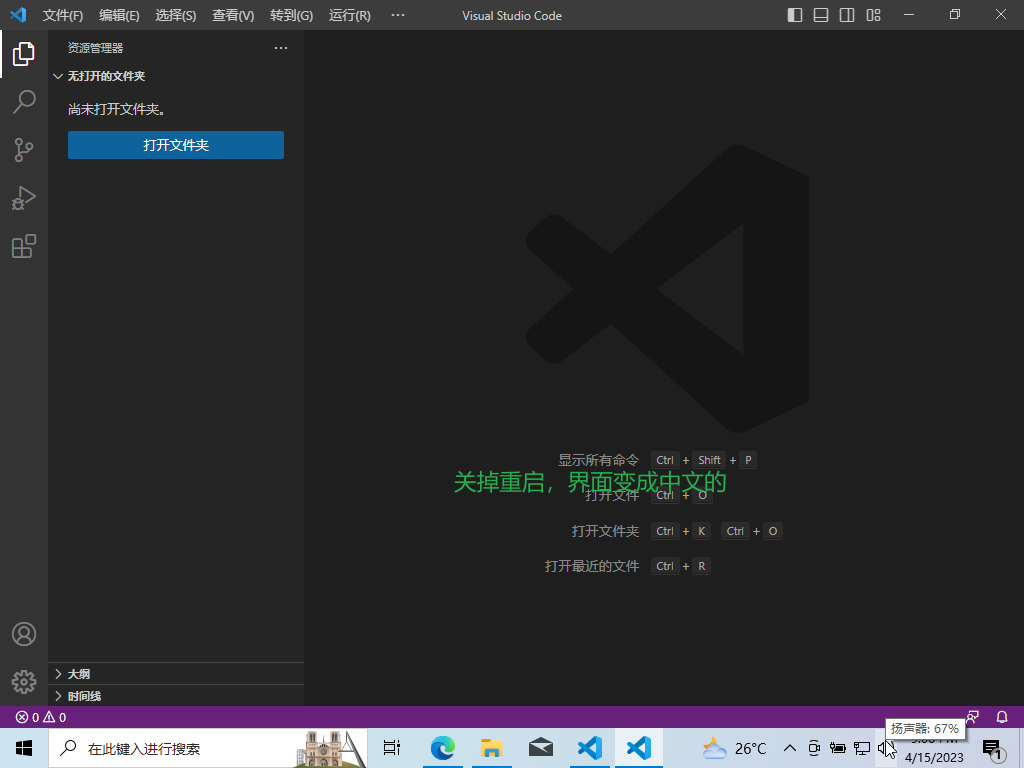 文件(F) 编辑(E) 选择(S) 查看(V) 转到(G) 运行(R) ··· Visual Studio Code
资源管理器 ···
无打开的文件夹
尚未打开文件夹。
打开文件夹
显示所有命令 Ctrl + Shift + P
关掉重启，界面变成中文的
打开文件 Ctrl + O
打开文件夹 Ctrl + K Ctrl + O
打开最近的文件 Ctrl + R
大纲
时间线
0 0
扬声器: 67%
在此键入进行搜索
26°C
4/15/2023
1